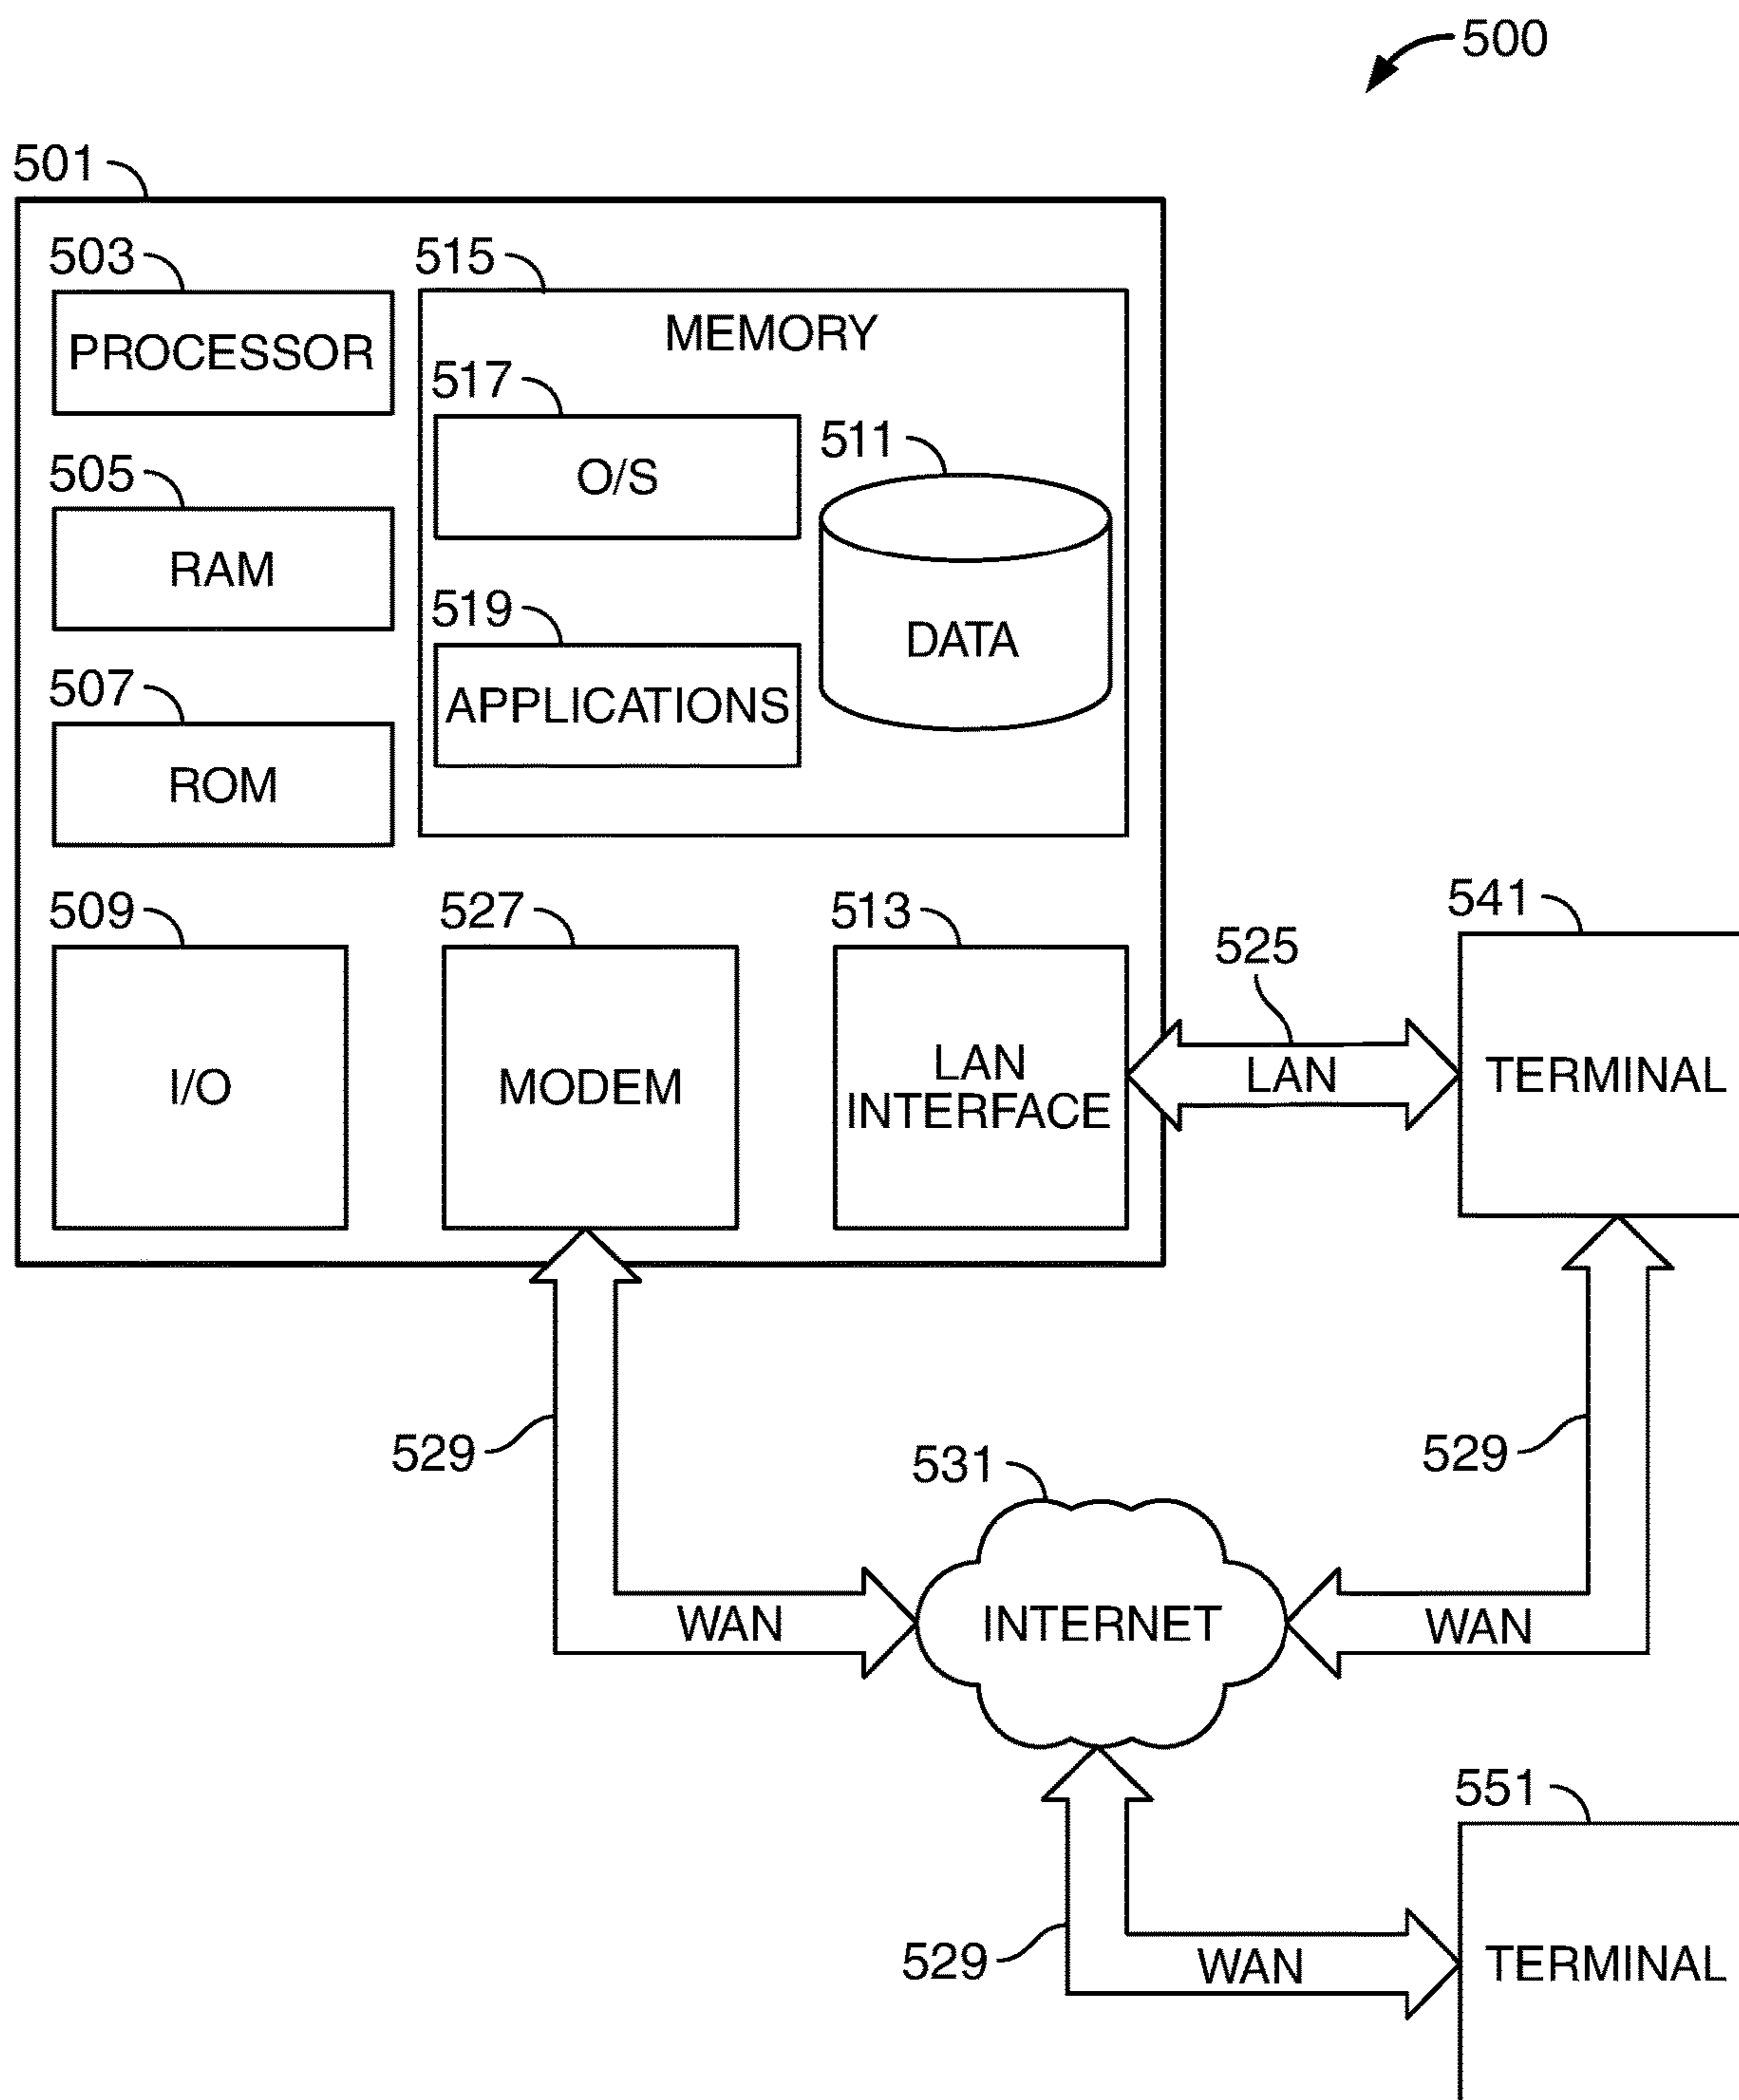 500
501
503
PROCESSOR
505
RAM
507
ROM
515
MEMORY
517
O/S
511
DATA
519
APPLICATIONS
509
I/O
527
MODEM
513
LAN
INTERFACE
525
LAN
541
TERMINAL
529
WAN
531
INTERNET
529
WAN
529
WAN
551
TERMINAL